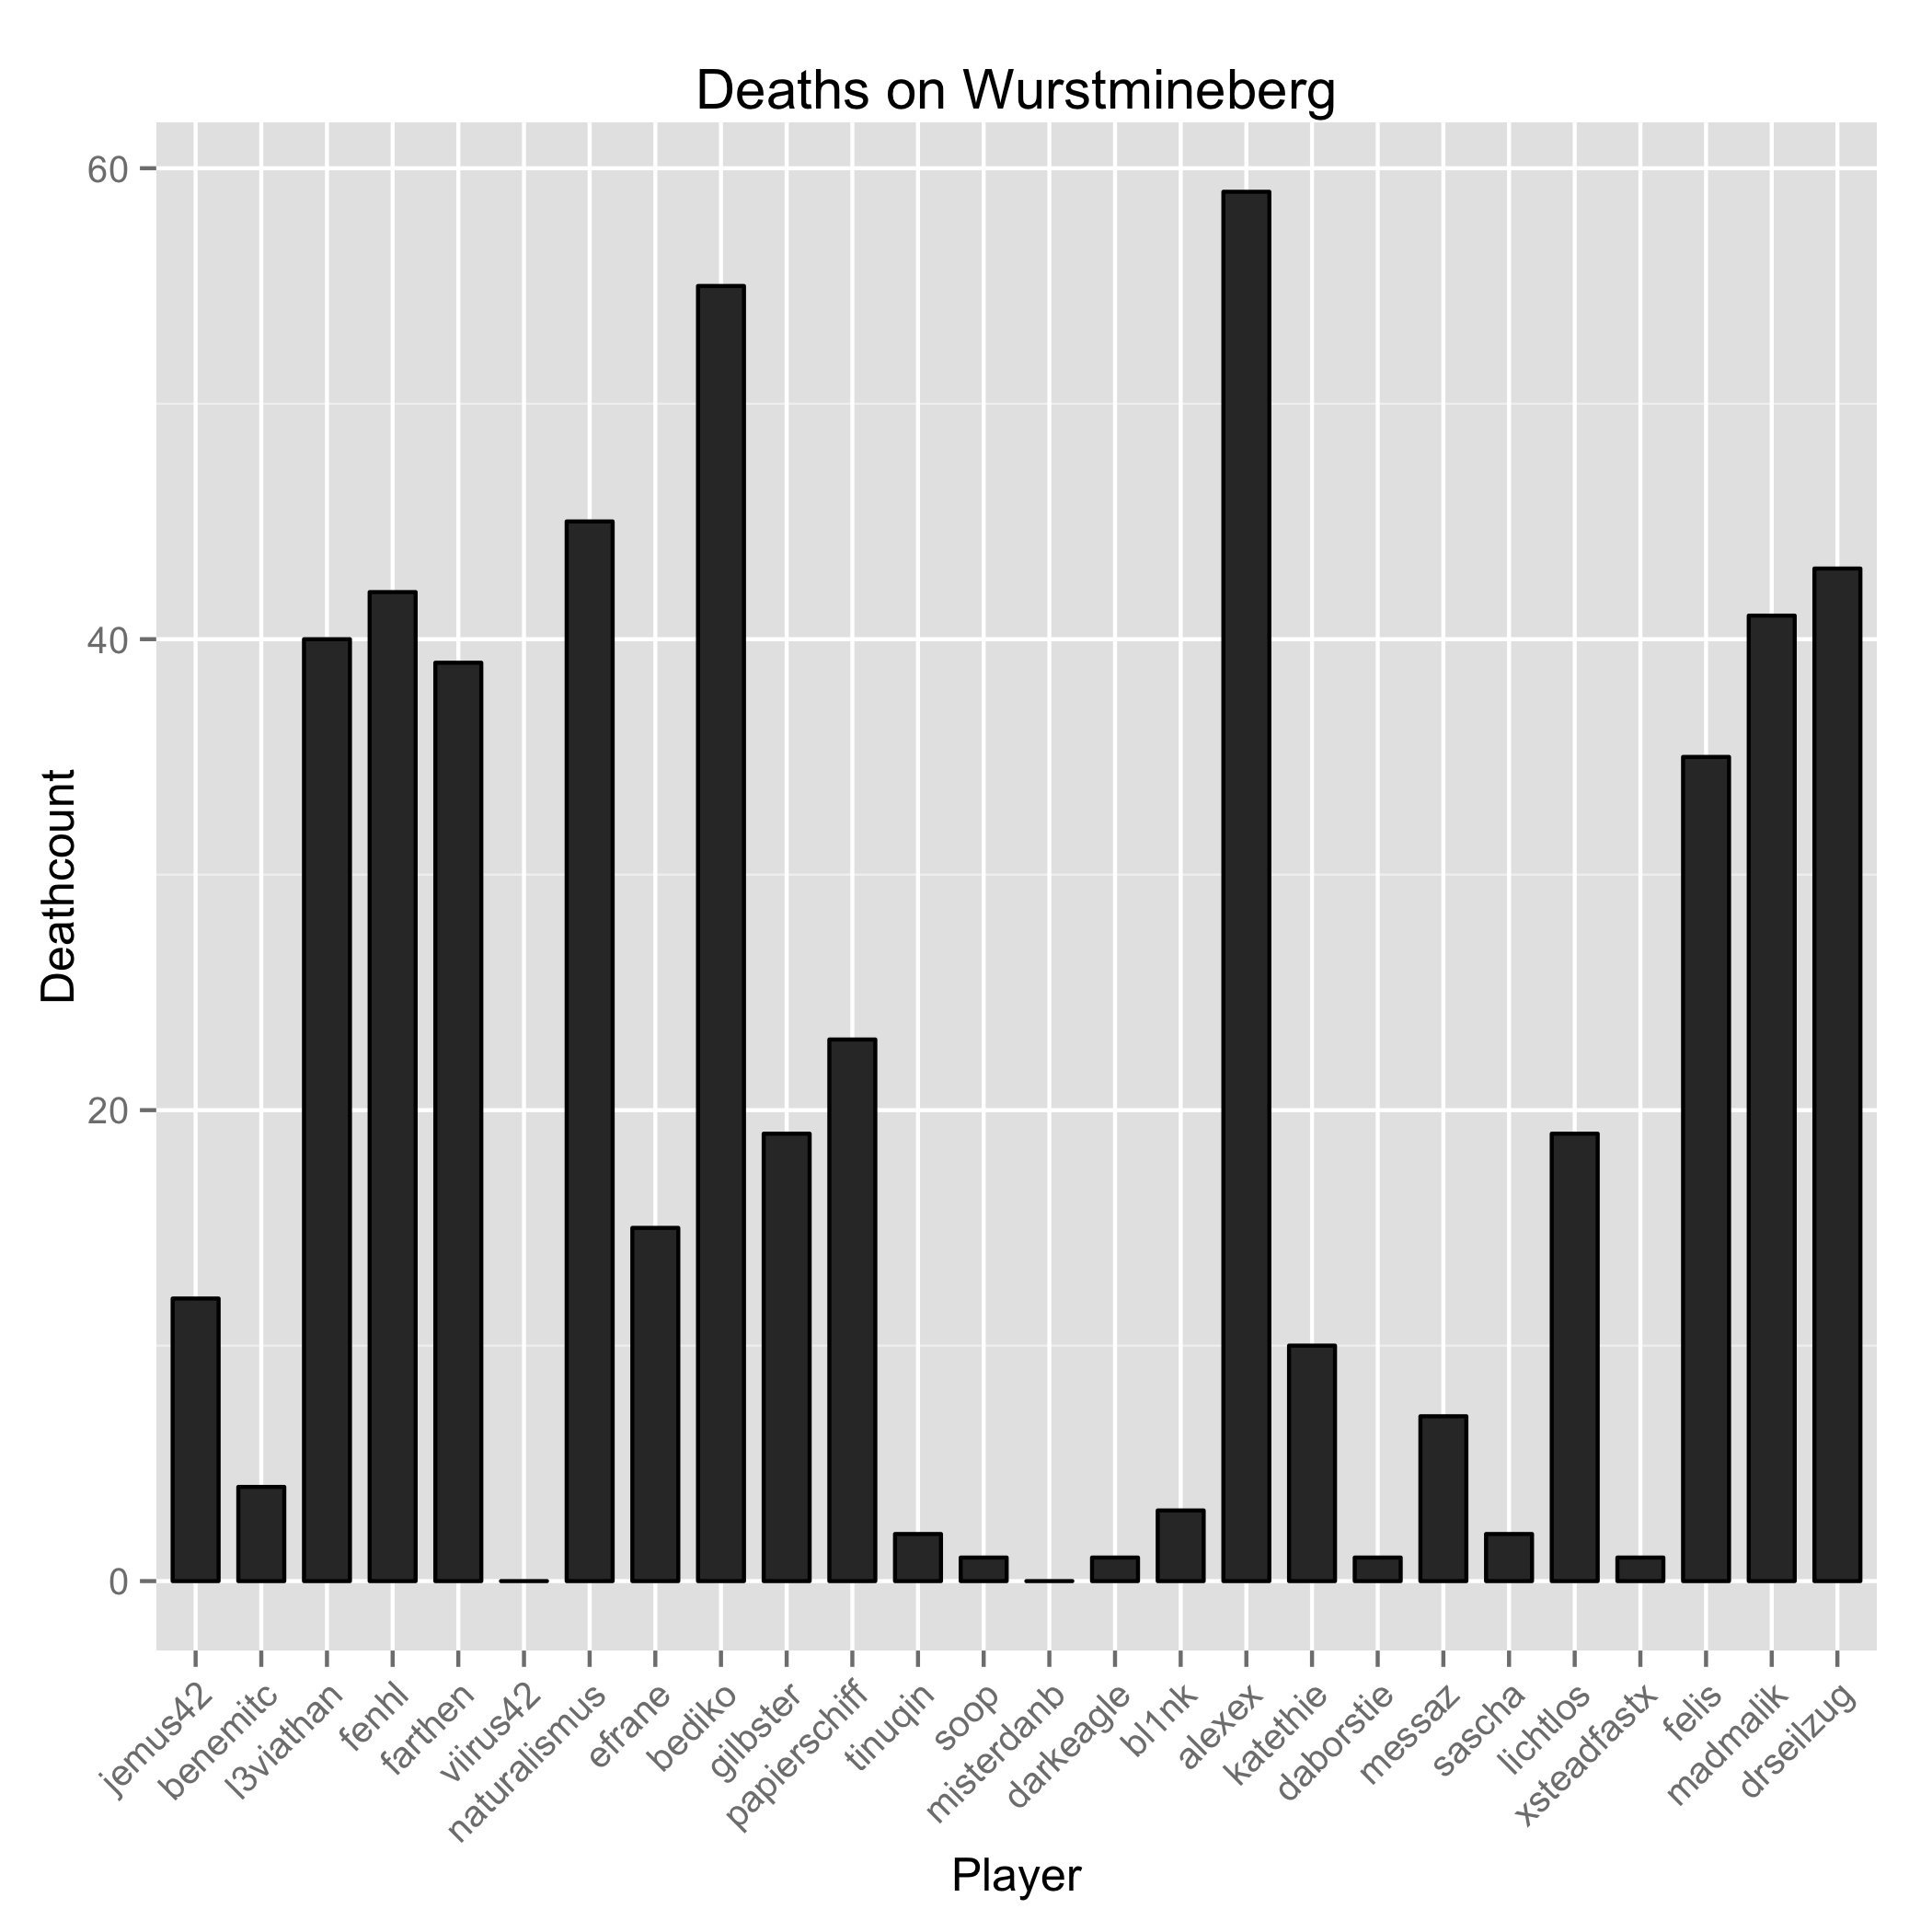 Deaths on Wurstmineberg
60
40
20
0
Deathcount
jemus42
benemitc
l3viathan
fenhl
farthen
viirus42
naturalismus
efrane
bediko
gilbster
papierschiff
tinuqin
soop
misterdanb
darkeagle
bl1nk
alexex
katethie
daborstie
messaz
sascha
lichtlos
xsteadfastx
felis
madmalik
drseilzug
Player